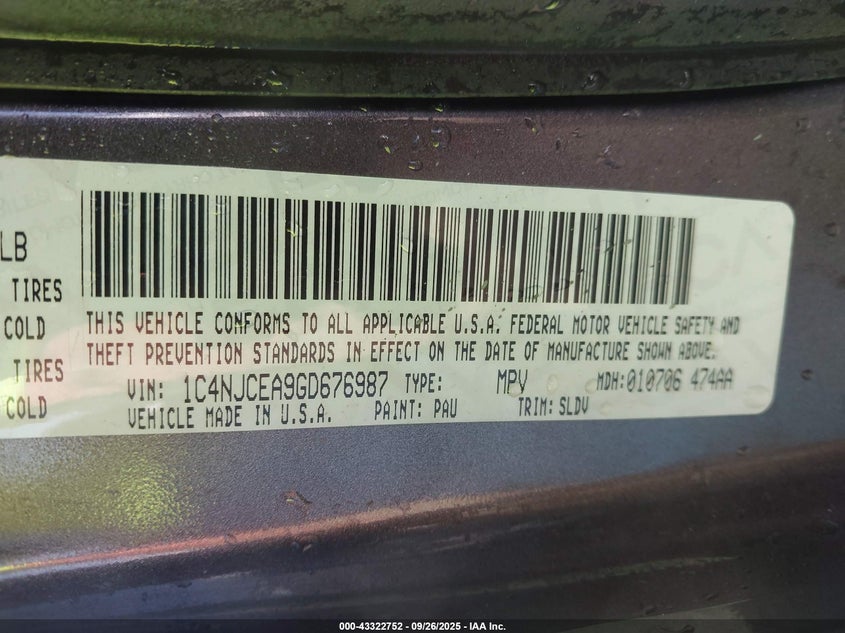 LB
TIRES
COLD
TIRES
COLD
THIS VEHICLE CONFORMS TO ALL APPLICABLE U.S.A. FEDERAL MOTOR VEHICLE SAFETY AND
THEFT PREVENTION STANDARDS IN EFFECT ON THE DATE OF MANUFACTURE SHOWN ABOVE.
VIN: 1C4NJCEA9GD676987 TYPE: MPV MDH:010706 474AA
VEHICLE MADE IN U.S.A. PAINT: PAU TRIM: SLDV
000-43322752 - 09/26/2025 - IAA Inc.